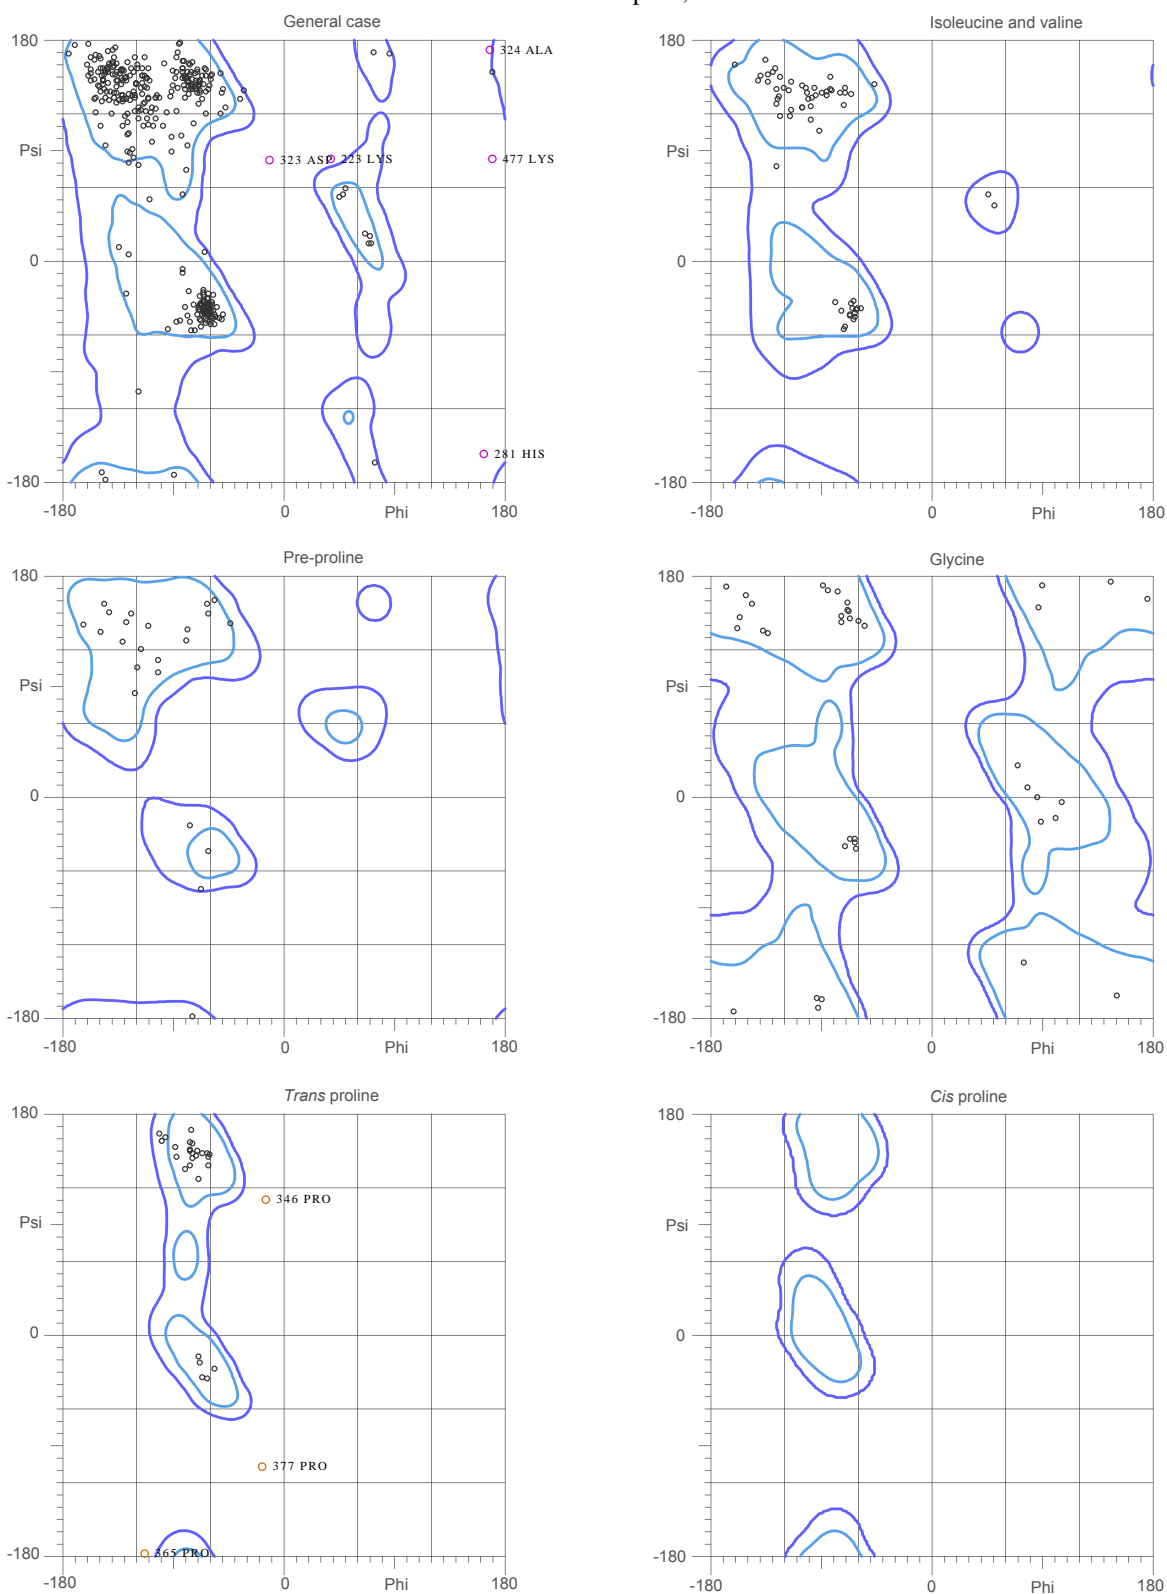 General case
Isoleucine and valine
180
324 ALA
180
Psi
323 ASP
223 LYS
477 LYS
Psi
0
0
281 HIS
-180
-180
-180
0
Phi
180
-180
0
Phi
180
Pre-proline
Glycine
180
180
Psi
Psi
0
0
-180
-180
-180
0
Phi
180
-180
0
Phi
180
Trans proline
Cis proline
180
180
346 PRO
Psi
Psi
0
0
377 PRO
-180
365 PRO
-180
-180
0
Phi
180
-180
0
Phi
180